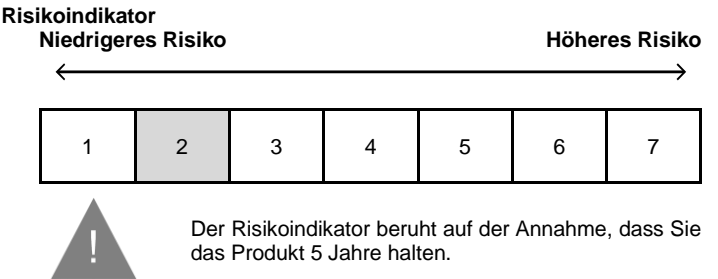 Risikoindikator
Niedrigeres Risiko Höheres Risiko
1 2 3 4 5 6 7
!
Der Risikoindikator beruht auf der Annahme, dass Sie
das Produkt 5 Jahre halten.